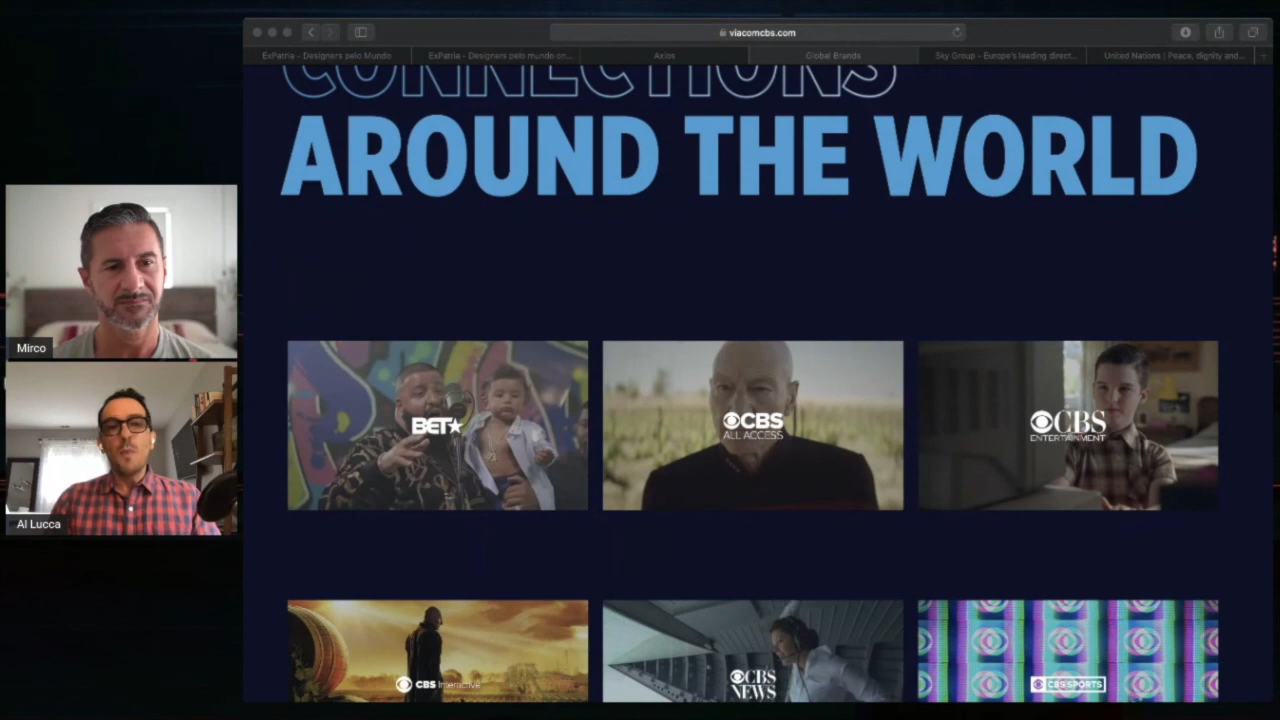 viacomcbs.com
ExPatria - Designers pelo Mundo
ExPatria - Designers pelo mundo on...
Axios
Global Brands
Sky Group - Europe's leading direct...
United Nations | Peace, dignity and...
CONNECTIONS
AROUND THE WORLD
Mirco
Al Lucca
BET
CBS
ALL ACCESS
CBS
ENTERTAINMENT
CBS Interactive
CBS
NEWS
CBS SPORTS